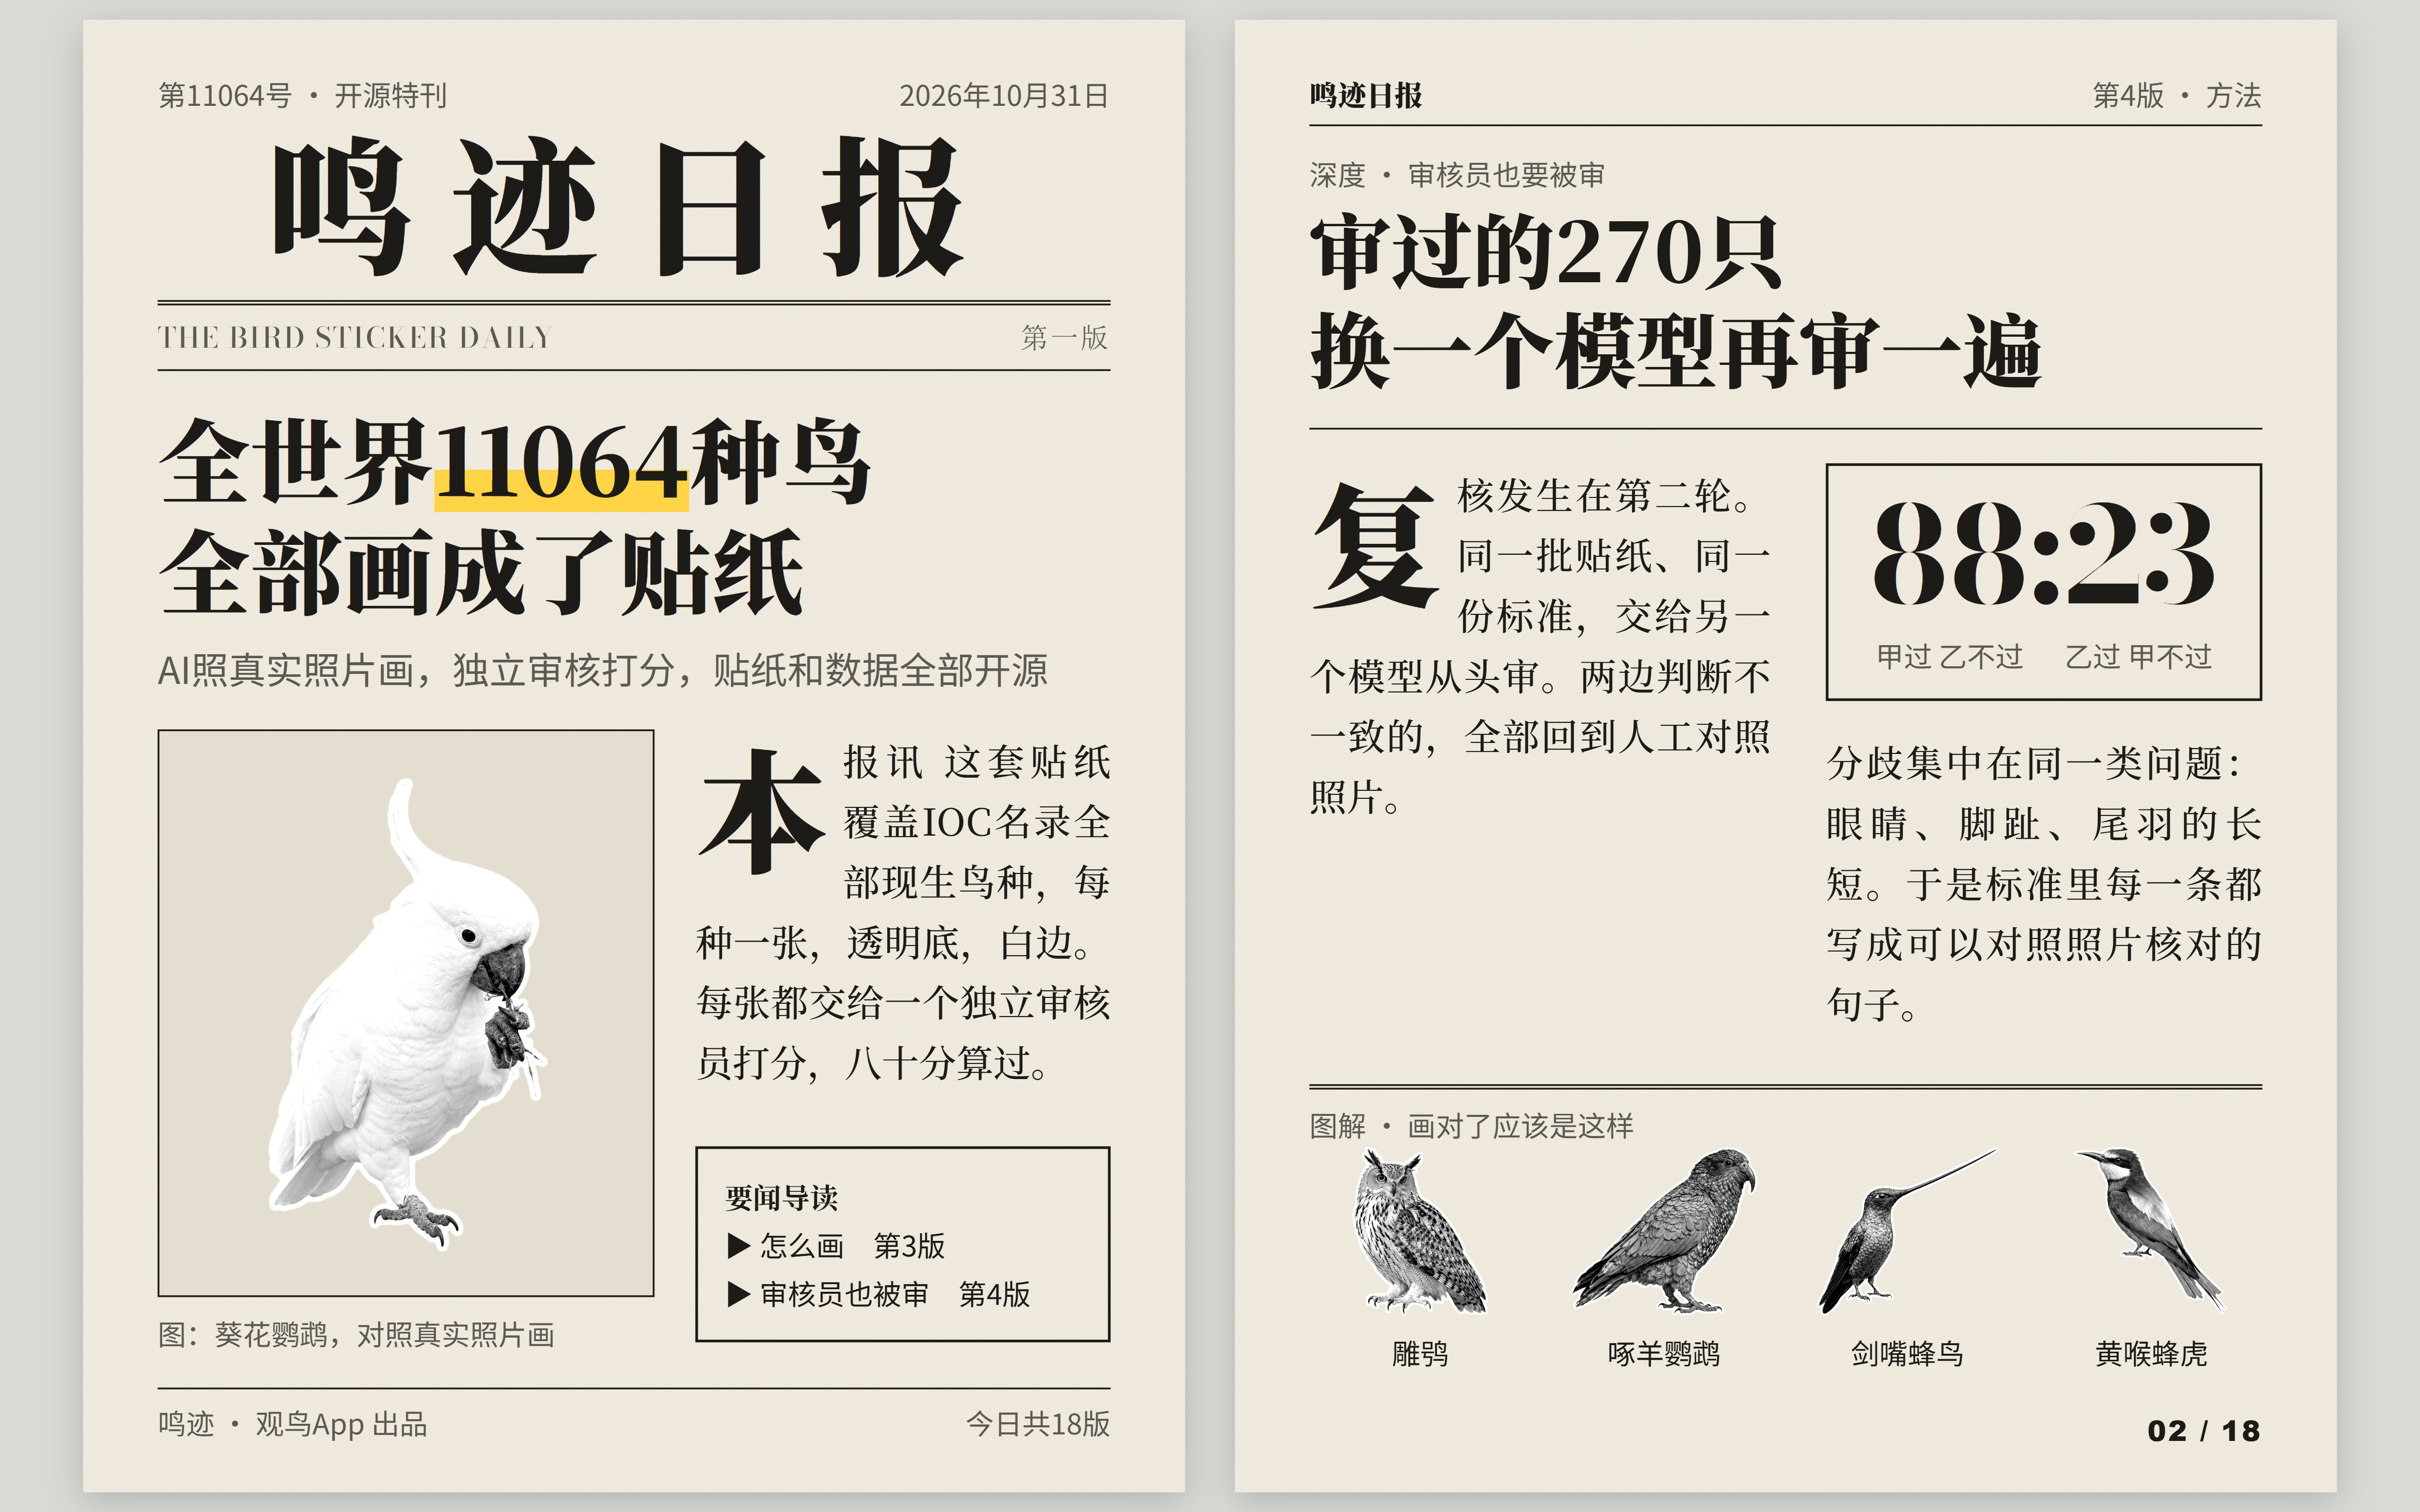 第11064号 · 开源特刊
2026年10月31日
鸣迹日报
THE BIRD STICKER DAILY
第一版
全世界11064种鸟
全部画成了贴纸
AI照真实照片画，独立审核打分，贴纸和数据全部开源
本报讯 这套贴纸
覆盖IOC名录全
部现生鸟种，每
种一张，透明底，白边。
每张都交给一个独立审核
员打分，八十分算过。
要闻导读
▶ 怎么画 第3版
▶ 审核员也被审 第4版
图：葵花鹦鹉，对照真实照片画
鸣迹 · 观鸟App 出品
今日共18版
鸣迹日报
第4版 · 方法
深度 · 审核员也要被审
审过的270只
换一个模型再审一遍
复核发生在第二轮。
同一批贴纸、同一
份标准，交给另一
个模型从头审。两边判断不
一致的，全部回到人工对照
照片。
88:23
甲过 乙不过 乙过 甲不过
分歧集中在同一类问题：
眼睛、脚趾、尾羽的长
短。于是标准里每一条都
写成可以对照照片核对的
句子。
图解 · 画对了应该是这样
雕鸮
啄羊鹦鹉
剑嘴蜂鸟
黄喉蜂虎
02 / 18